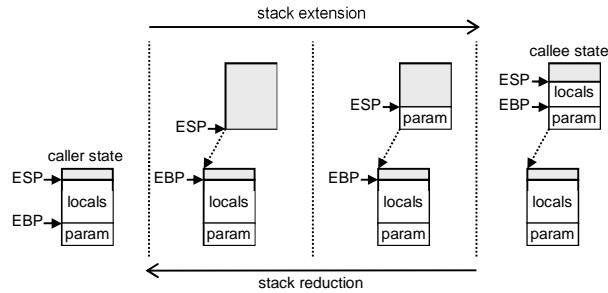 stack extension
callee state
ESP
locals
EBP
param
ESP
param
ESP
caller state
ESP
locals
EBP
param
EBP
locals
param
EBP
locals
param
locals
param
stack reduction